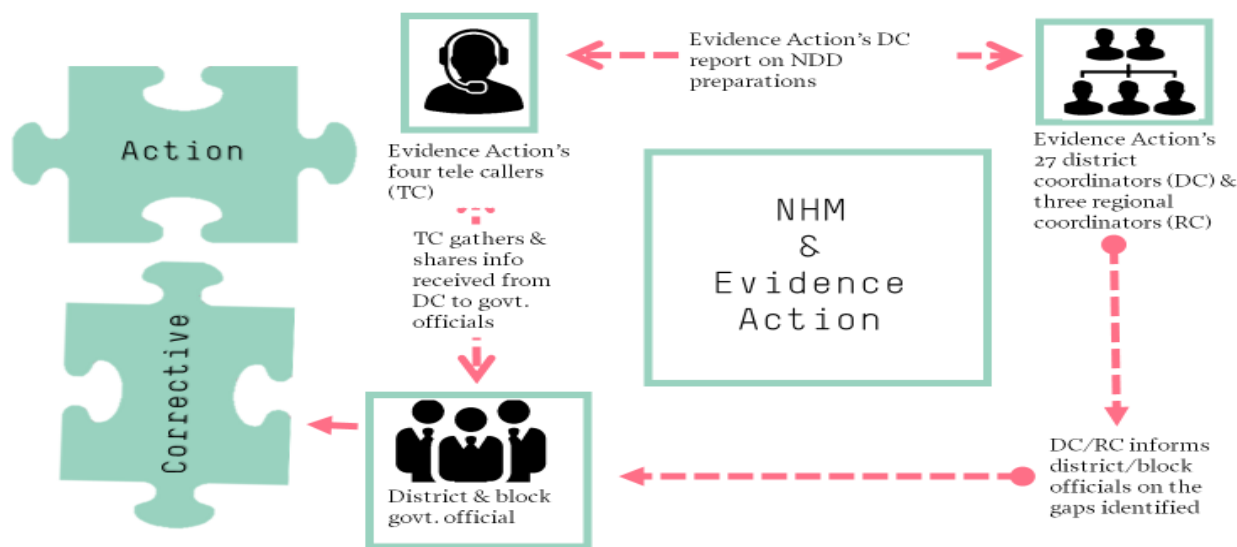 Action
Corrective
Evidence Action's
four tele callers
(TC)
Evidence Action's DC
report on NDD
preparations
Evidence Action's
27 district
coordinators (DC) &
three regional
coordinators (RC)
TC gathers &
shares info
received from
DC to govt.
officials
NHM
&
Evidence
Action
District & block
govt. official
DC/RC informs
district/block
officials on the
gaps identified